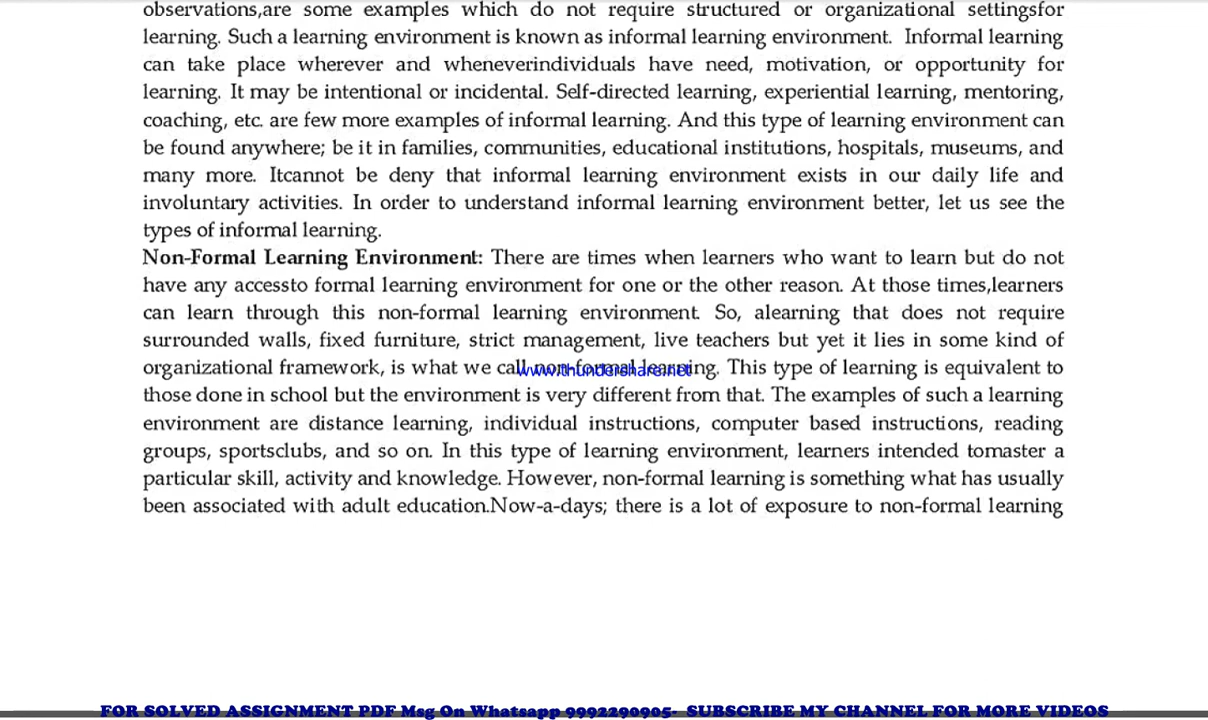 observations,are some examples which do not require structured or organizational settingsfor
learning. Such a learning environment is known as informal learning environment. Informal learning
can take place wherever and wheneverindividuals have need, motivation, or opportunity for
learning. It may be intentional or incidental. Self-directed learning, experiential learning, mentoring,
coaching, etc. are few more examples of informal learning. And this type of learning environment can
be found anywhere; be it in families, communities, educational institutions, hospitals, museums, and
many more. Itcannot be deny that informal learning environment exists in our daily life and
involuntary activities. In order to understand informal learning environment better, let us see the
types of informal learning.
Non-Formal Learning Environment: There are times when learners who want to learn but do not
have any accessto formal learning environment for one or the other reason. At those times,learners
can learn through this non-formal learning environment. So, alearning that does not require
surrounded walls, fixed furniture, strict management, live teachers but yet it lies in some kind of
organizational framework, is what we call non-formal learning. This type of learning is equivalent to
www.thundershare.net
those done in school but the environment is very different from that. The examples of such a learning
environment are distance learning, individual instructions, computer based instructions, reading
groups, sportsclubs, and so on. In this type of learning environment, learners intended tomaster a
particular skill, activity and knowledge. However, non-formal learning is something what has usually
been associated with adult education.Now-a-days; there is a lot of exposure to non-formal learning
FOR SOLVED ASSIGNMENT PDF Msg On Whatsapp 9992290905- SUBSCRIBE MY CHANNEL FOR MORE VIDEOS